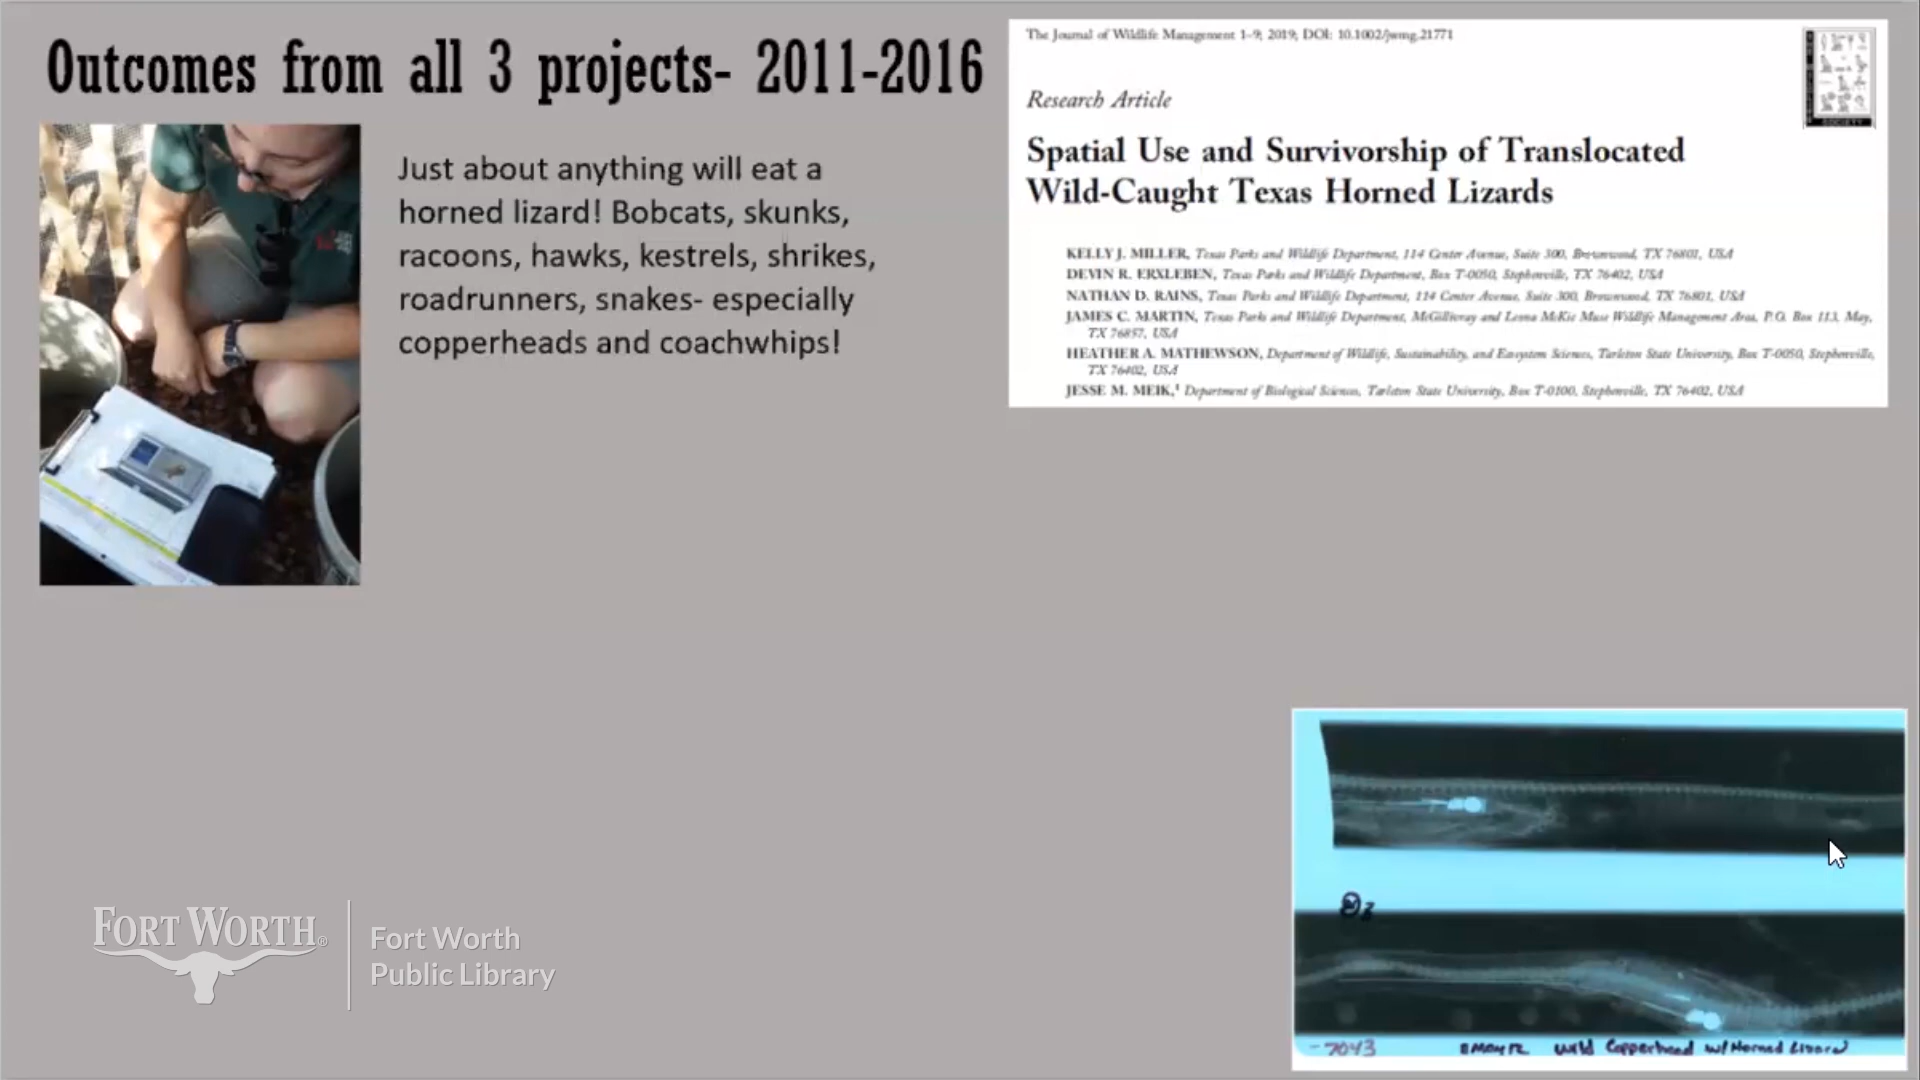 Outcomes from all 3 projects- 2011-2016
Just about anything will eat a
horned lizard! Bobcats, skunks,
racoons, hawks, kestrels, shrikes,
roadrunners, snakes- especially
copperheads and coachwhips!
The Journal of Wildlife Management 1–9; 2019; DOI: 10.1002/jwmg.21771
Research Article
Spatial Use and Survivorship of Translocated
Wild-Caught Texas Horned Lizards
KELLY J. MILLER, Texas Parks and Wildlife Department, 114 Center Avenue, Suite 300, Brownwood, TX 76801, USA
DEVIN R. ERXLEBEN, Texas Parks and Wildlife Department, Box T-0050, Stephenville, TX 76402, USA
NATHAN D. RAINS, Texas Parks and Wildlife Department, 114 Center Avenue, Suite 300, Brownwood, TX 76801, USA
JAMES C. MARTIN, Texas Parks and Wildlife Department, McGillivray and Leona McKie Muse Wildlife Management Area, P.O. Box 113, May,
TX 76857, USA
HEATHER A. MATHEWSON, Department of Wildlife, Sustainability, and Ecosystem Sciences, Tarleton State University, Box T-0050, Stephenville,
TX 76402, USA
JESSE M. MEIK,¹ Department of Biological Sciences, Tarleton State University, Box T-0100, Stephenville, TX 76402, USA
SOCIETY
-7043 Wild Copperhead w/ Horned Lizard
FORT WORTH®
Fort Worth
Public Library